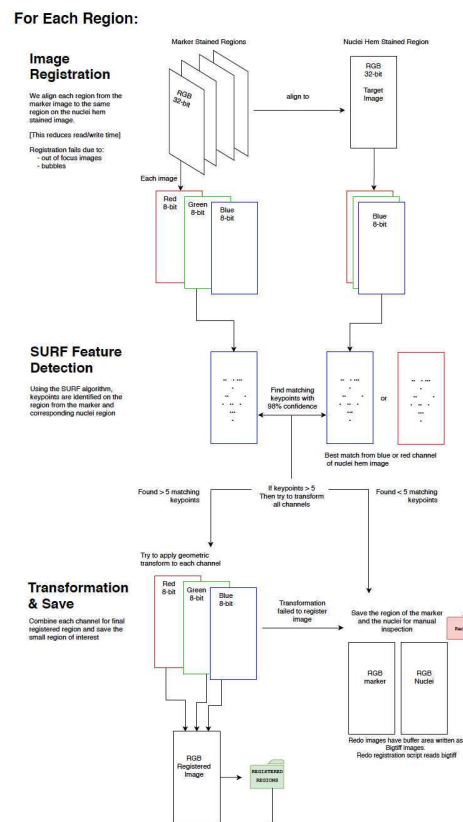 For Each Region:
Image
Registration
We align each region from the
marker image to the same
region on the nuclei hem
stained image.
[This reduces read/write time]
Registration fails due to:
- out of focus images
- bubbles
Marker Stained Regions
RGB
32-bit
align to
Nuclei Hem Stained Region
RGB
32-bit
Target
Image
Each image
Red
8-bit
Green
8-bit
Blue
8-bit
Blue
8-bit
SURF Feature
Detection
Using the SURF algorithm,
keypoints are identified on the
region from the marker and
corresponding nuclei region
Find matching
keypoints with
98% confidence
or
Best match from blue or red channel
of nuclei hem image
Found > 5 matching
keypoints
If keypoints > 5
Then try to transform
all channels
Found < 5 matching
keypoints
Transformation
& Save
Combine each channel for final
registered region and save the
small region of interest
Try to apply geometric
transform to each channel
Red
8-bit
Green
8-bit
Blue
8-bit
Transformation
failed to register
image
Save the region of the marker
and the nuclei for manual
inspection
RGB
marker
RGB
Nuclei
Redo images have buffer area written as
Bigtiff images.
Redo registration script reads bigtiff
RGB
Registered
Image
REGISTERED
REGIONS